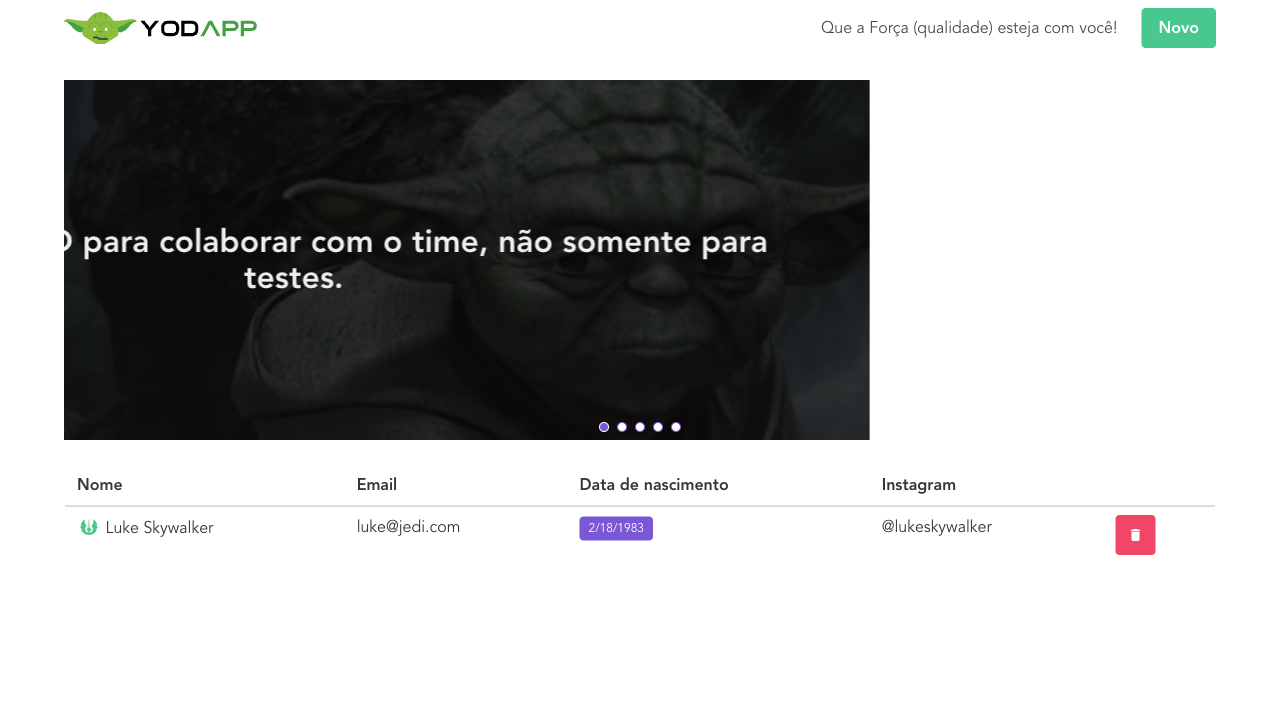 YODAPP
Que a Força (qualidade) esteja com você!
Novo
para colaborar com o time, não somente para
testes.
Nome Email Data de nascimento Instagram
Luke Skywalker luke@jedi.com 2/18/1983 @lukeskywalker